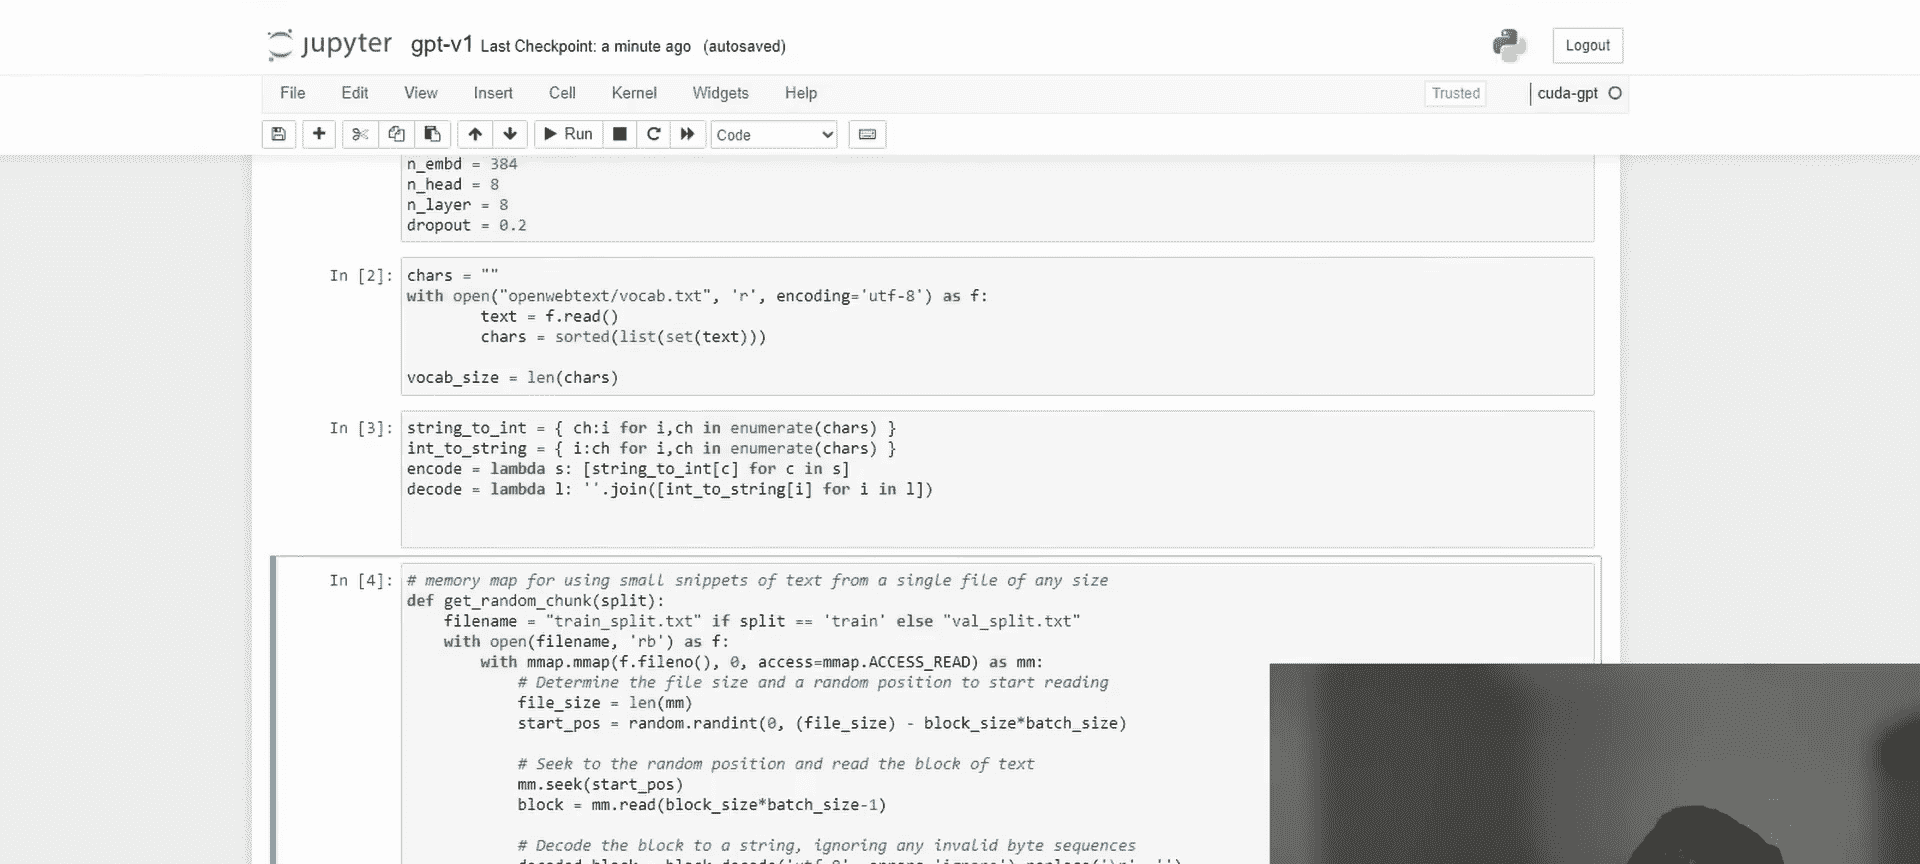 jupyter gpt-v1 Last Checkpoint: a minute ago (autosaved) Logout
File Edit View Insert Cell Kernel Widgets Help Trusted cuda-gpt
Run Code
n_embd = 384
n_head = 8
n_layer = 8
dropout = 0.2
In [2]: chars = ""
with open("openwebtext/vocab.txt", 'r', encoding='utf-8') as f:
text = f.read()
chars = sorted(list(set(text)))
vocab_size = len(chars)
In [3]: string_to_int = { ch:i for i,ch in enumerate(chars) }
int_to_string = { i:ch for i,ch in enumerate(chars) }
encode = lambda s: [string_to_int[c] for c in s]
decode = lambda l: ''.join([int_to_string[i] for i in l])
In [4]: # memory map for using small snippets of text from a single file of any size
def get_random_chunk(split):
filename = "train_split.txt" if split == 'train' else "val_split.txt"
with open(filename, 'rb') as f:
with mmap.mmap(f.fileno(), 0, access=mmap.ACCESS_READ) as mm:
# Determine the file size and a random position to start reading
file_size = len(mm)
start_pos = random.randint(0, (file_size) - block_size*batch_size)
# Seek to the random position and read the block of text
mm.seek(start_pos)
block = mm.read(block_size*batch_size-1)
# Decode the block to a string, ignoring any invalid byte sequences